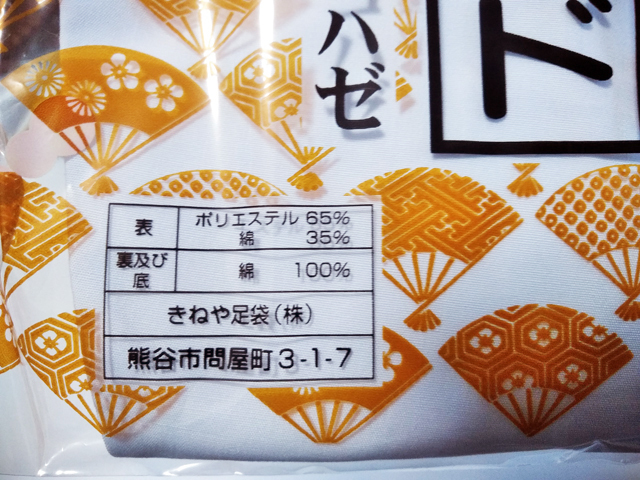 ド
ハゼ
表 ポリエステル 65%
綿 35%
裏及び底 綿 100%
きねや足袋(株)
熊谷市問屋町3-1-7